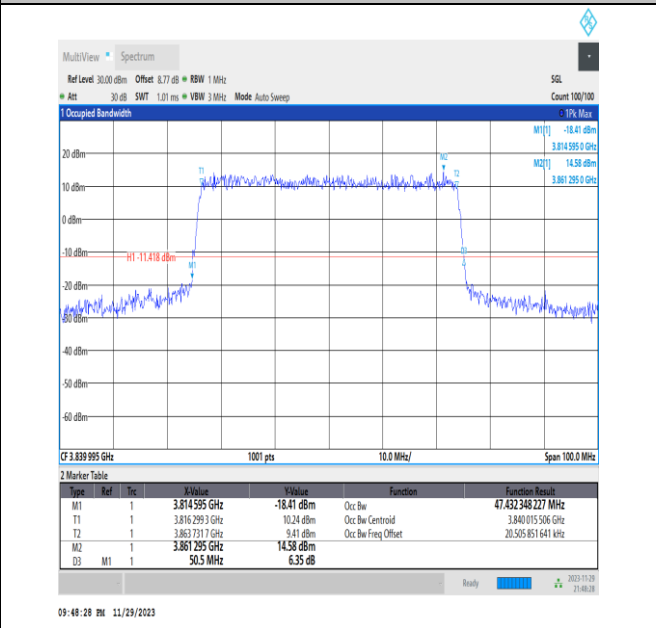 MultiView Spectrum
Ref Level 30.00 dBm Offset 8.77 dB RBW 1 MHz SGL
Att 30 dB SWT 1.01 ms VBW 3 MHz Mode Auto Sweep Count 100/100
1 Occupied Bandwidth 1Pk Max
M1[1] -18.41 dBm
3.814 595 0 GHz
M2[1] 14.58 dBm
3.861 295 0 GHz
M2
20 dBm
T1
T2
10 dBm
0 dBm
-10 dBm
D3
H1 -11.418 dBm
M1
-20 dBm
-30 dBm
-40 dBm
-50 dBm
-60 dBm
CF 3.839 995 GHz 1001 pts 10.0 MHz/ Span 100.0 MHz
2 Marker Table
Type Ref Trc X-Value Y-Value Function Function Result
M1 1 3.814 595 GHz -18.41 dBm Occ Bw 47.432 348 227 MHz
T1 1 3.816 299 3 GHz 10.24 dBm Occ Bw Centroid 3.840 015 506 GHz
T2 1 3.863 731 7 GHz 9.41 dBm Occ Bw Freq Offset 20.505 851 641 kHz
M2 1 3.861 295 GHz 14.58 dBm
D3 M1 1 50.5 MHz 6.35 dB
Ready 2023-11-29
21:48:28
09:48:28 PM 11/29/2023